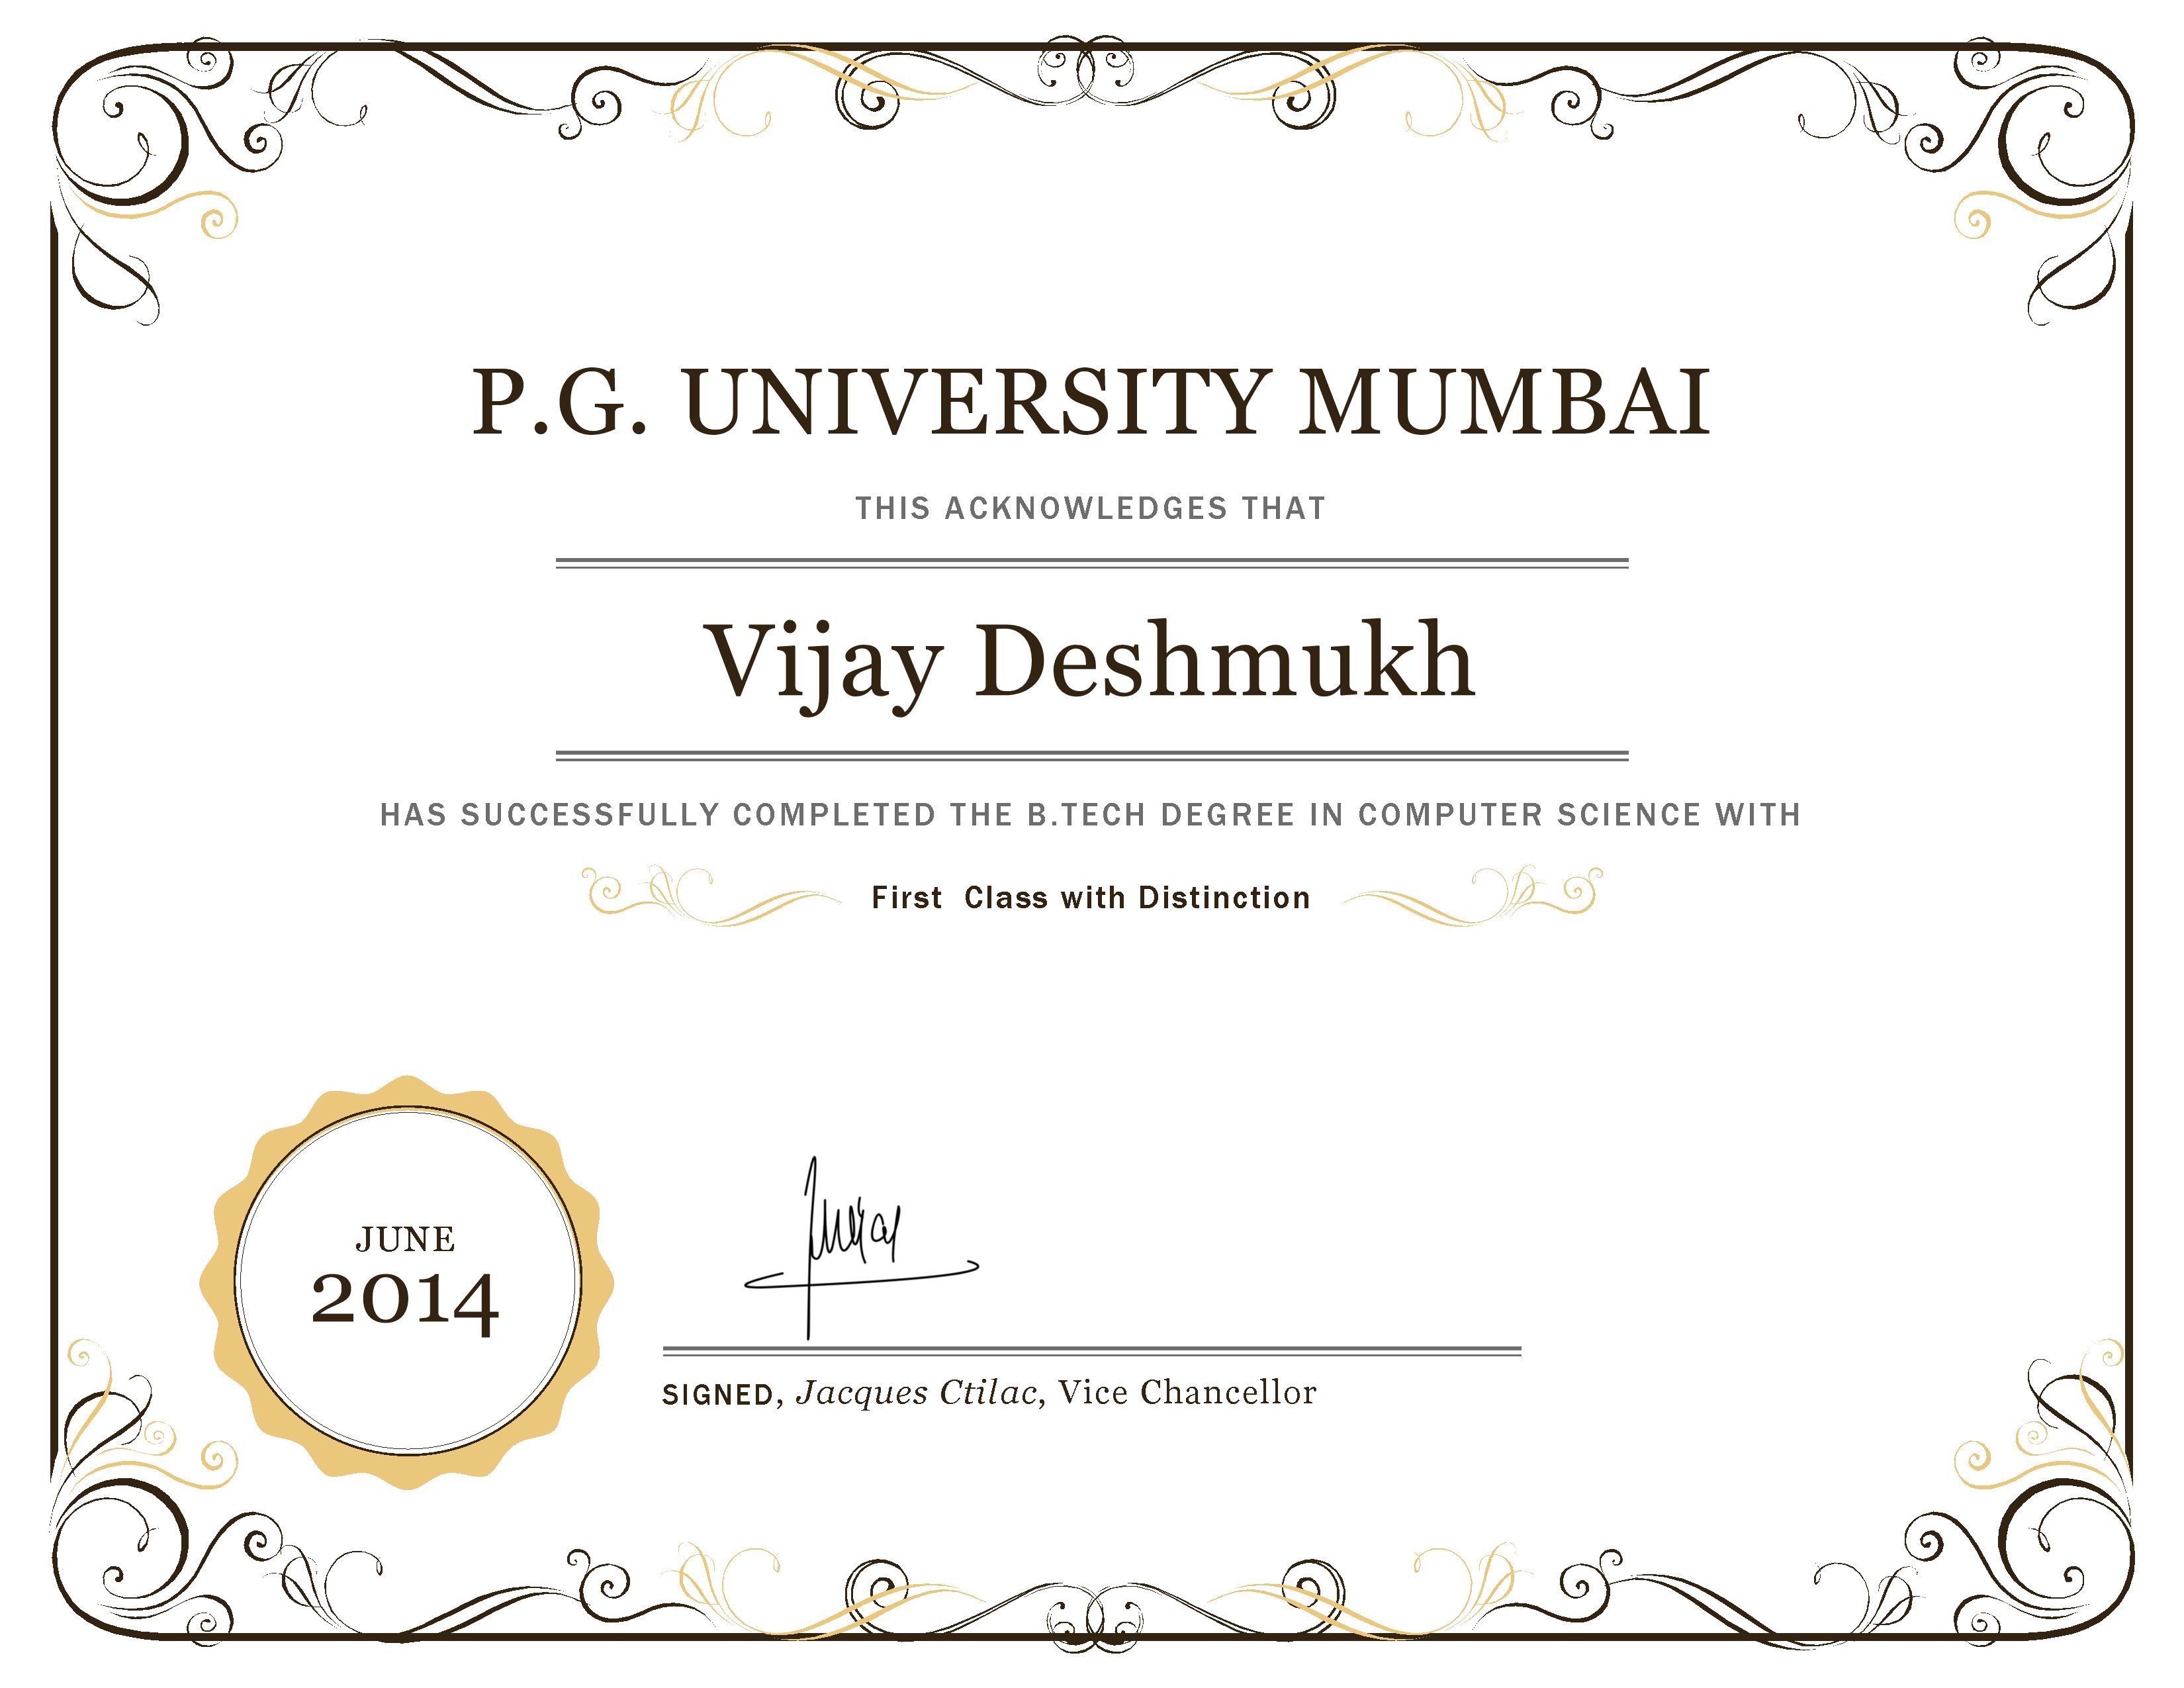 P.G. UNIVERSITY MUMBAI
THIS ACKNOWLEDGES THAT
Vijay Deshmukh
HAS SUCCESSFULLY COMPLETED THE B.TECH DEGREE IN COMPUTER SCIENCE WITH
First Class with Distinction
JUNE
2014
SIGNED, Jacques Ctilac, Vice Chancellor